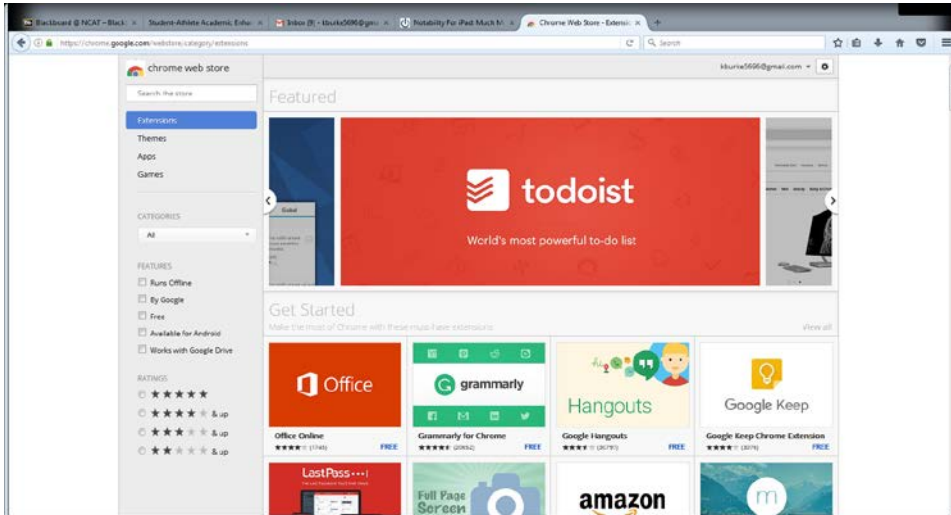 Blackboard @ NCAT – Black
Student-Athlete Academic Enhan
Notability For iPad: Much M
Chrome Web Store - Extensi
https://chrome.google.com/webstore/category/extensions
Search
chrome web store
kburke5696@gmail.com
Search the store
Extensions
Themes
Apps
Games
CATEGORIES
All
FEATURES
Runs Offline
By Google
Free
Available for Android
Works with Google Drive
RATINGS
& up
& up
& up
Featured
Global
todoist
World's most powerful to-do list
Get Started
Make the most of Chrome with these must-have extensions
View all
Office
grammarly
Hangouts
Google Keep
Office Online
FREE
Grammarly for Chrome
FREE
Google Hangouts
FREE
Google Keep Chrome Extension
FREE
LastPass
Full Page
Screen
amazon
m